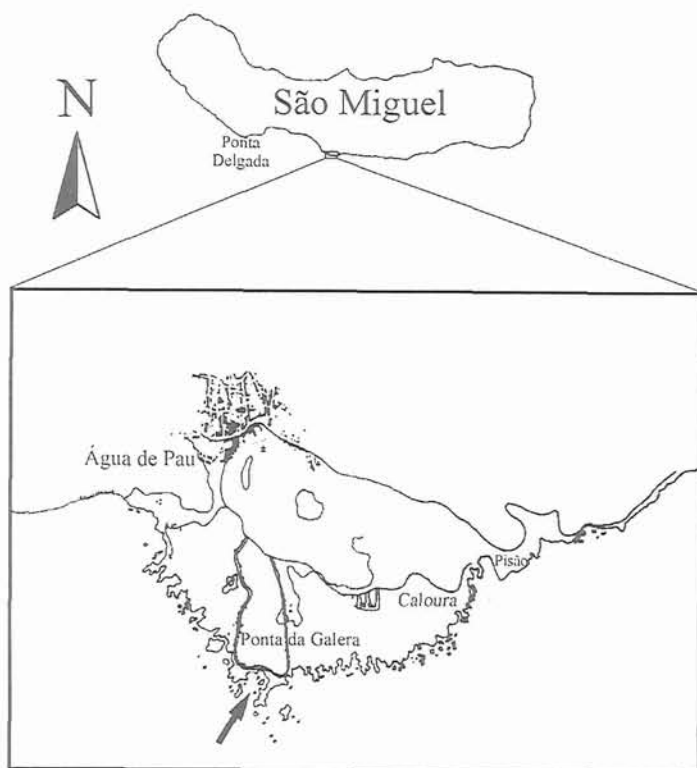 São Miguel
N
Ponta
Delgada
Água de Pau
Pisão
Caloura
Ponta da Galera